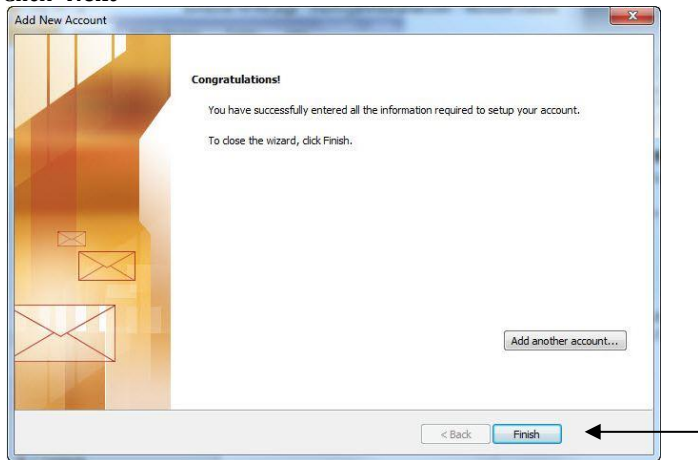 Add New Account
Congratulations!
You have successfully entered all the information required to setup your account.
To close the wizard, click Finish.
Add another account...
< Back
Finish